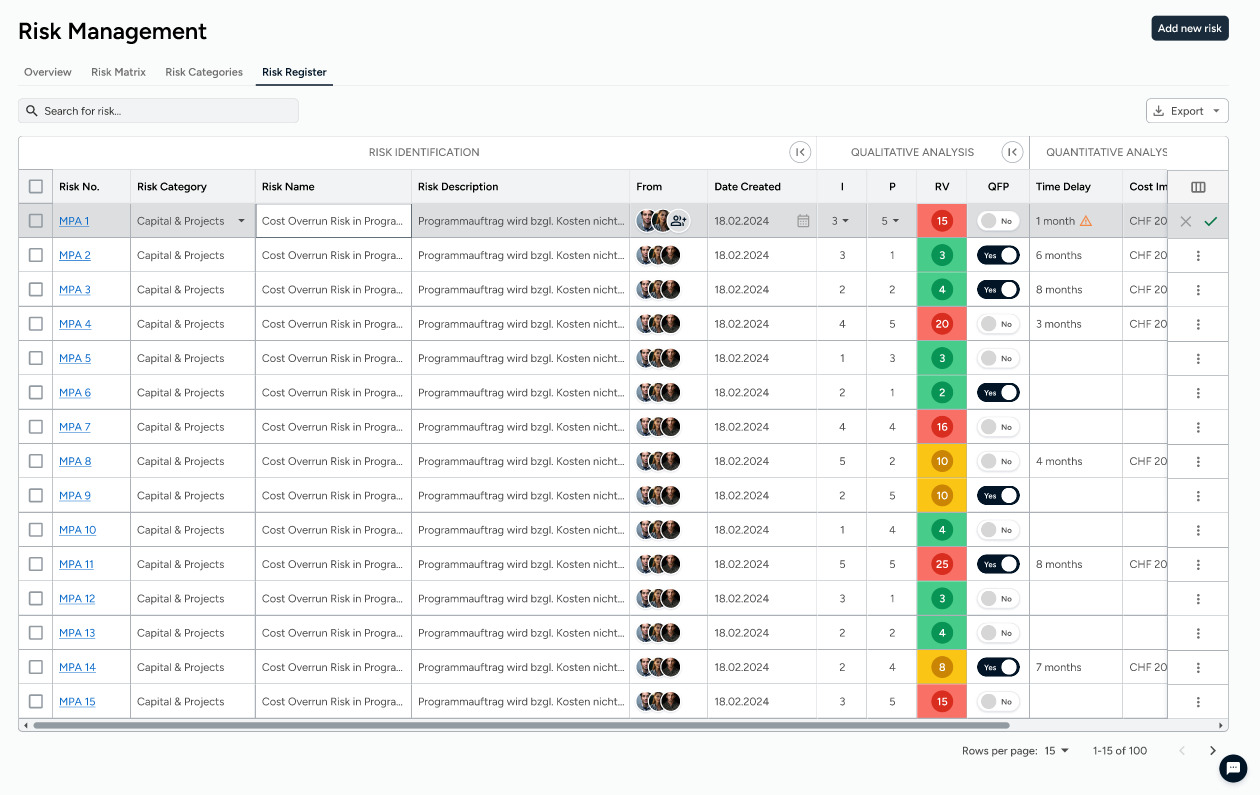 Risk Management
Add new risk
Overview Risk Matrix Risk Categories Risk Register
Search for risk...
Export
RISK IDENTIFICATION QUALITATIVE ANALYSIS QUANTITATIVE ANALYS
Risk No. Risk Category Risk Name Risk Description From Date Created I P RV QFP Time Delay Cost Im
MPA 1 Capital & Projects Cost Overrun Risk in Progra... Programmauftrag wird bzgl. Kosten nicht... 18.02.2024 3 5 15 No 1 month CHF 20
MPA 2 Capital & Projects Cost Overrun Risk in Progra... Programmauftrag wird bzgl. Kosten nicht... 18.02.2024 3 1 3 Yes 6 months CHF 20
MPA 3 Capital & Projects Cost Overrun Risk in Progra... Programmauftrag wird bzgl. Kosten nicht... 18.02.2024 2 2 4 Yes 8 months CHF 20
MPA 4 Capital & Projects Cost Overrun Risk in Progra... Programmauftrag wird bzgl. Kosten nicht... 18.02.2024 4 5 20 No 3 months CHF 20
MPA 5 Capital & Projects Cost Overrun Risk in Progra... Programmauftrag wird bzgl. Kosten nicht... 18.02.2024 1 3 3 No
MPA 6 Capital & Projects Cost Overrun Risk in Progra... Programmauftrag wird bzgl. Kosten nicht... 18.02.2024 2 1 2 Yes
MPA 7 Capital & Projects Cost Overrun Risk in Progra... Programmauftrag wird bzgl. Kosten nicht... 18.02.2024 4 4 16 No
MPA 8 Capital & Projects Cost Overrun Risk in Progra... Programmauftrag wird bzgl. Kosten nicht... 18.02.2024 5 2 10 No 4 months CHF 20
MPA 9 Capital & Projects Cost Overrun Risk in Progra... Programmauftrag wird bzgl. Kosten nicht... 18.02.2024 2 5 10 Yes
MPA 10 Capital & Projects Cost Overrun Risk in Progra... Programmauftrag wird bzgl. Kosten nicht... 18.02.2024 1 4 4 No
MPA 11 Capital & Projects Cost Overrun Risk in Progra... Programmauftrag wird bzgl. Kosten nicht... 18.02.2024 5 5 25 Yes 8 months CHF 20
MPA 12 Capital & Projects Cost Overrun Risk in Progra... Programmauftrag wird bzgl. Kosten nicht... 18.02.2024 3 1 3 No
MPA 13 Capital & Projects Cost Overrun Risk in Progra... Programmauftrag wird bzgl. Kosten nicht... 18.02.2024 2 2 4 No
MPA 14 Capital & Projects Cost Overrun Risk in Progra... Programmauftrag wird bzgl. Kosten nicht... 18.02.2024 2 4 8 Yes 7 months CHF 20
MPA 15 Capital & Projects Cost Overrun Risk in Progra... Programmauftrag wird bzgl. Kosten nicht... 18.02.2024 3 5 15 No
Rows per page: 15 1-15 of 100